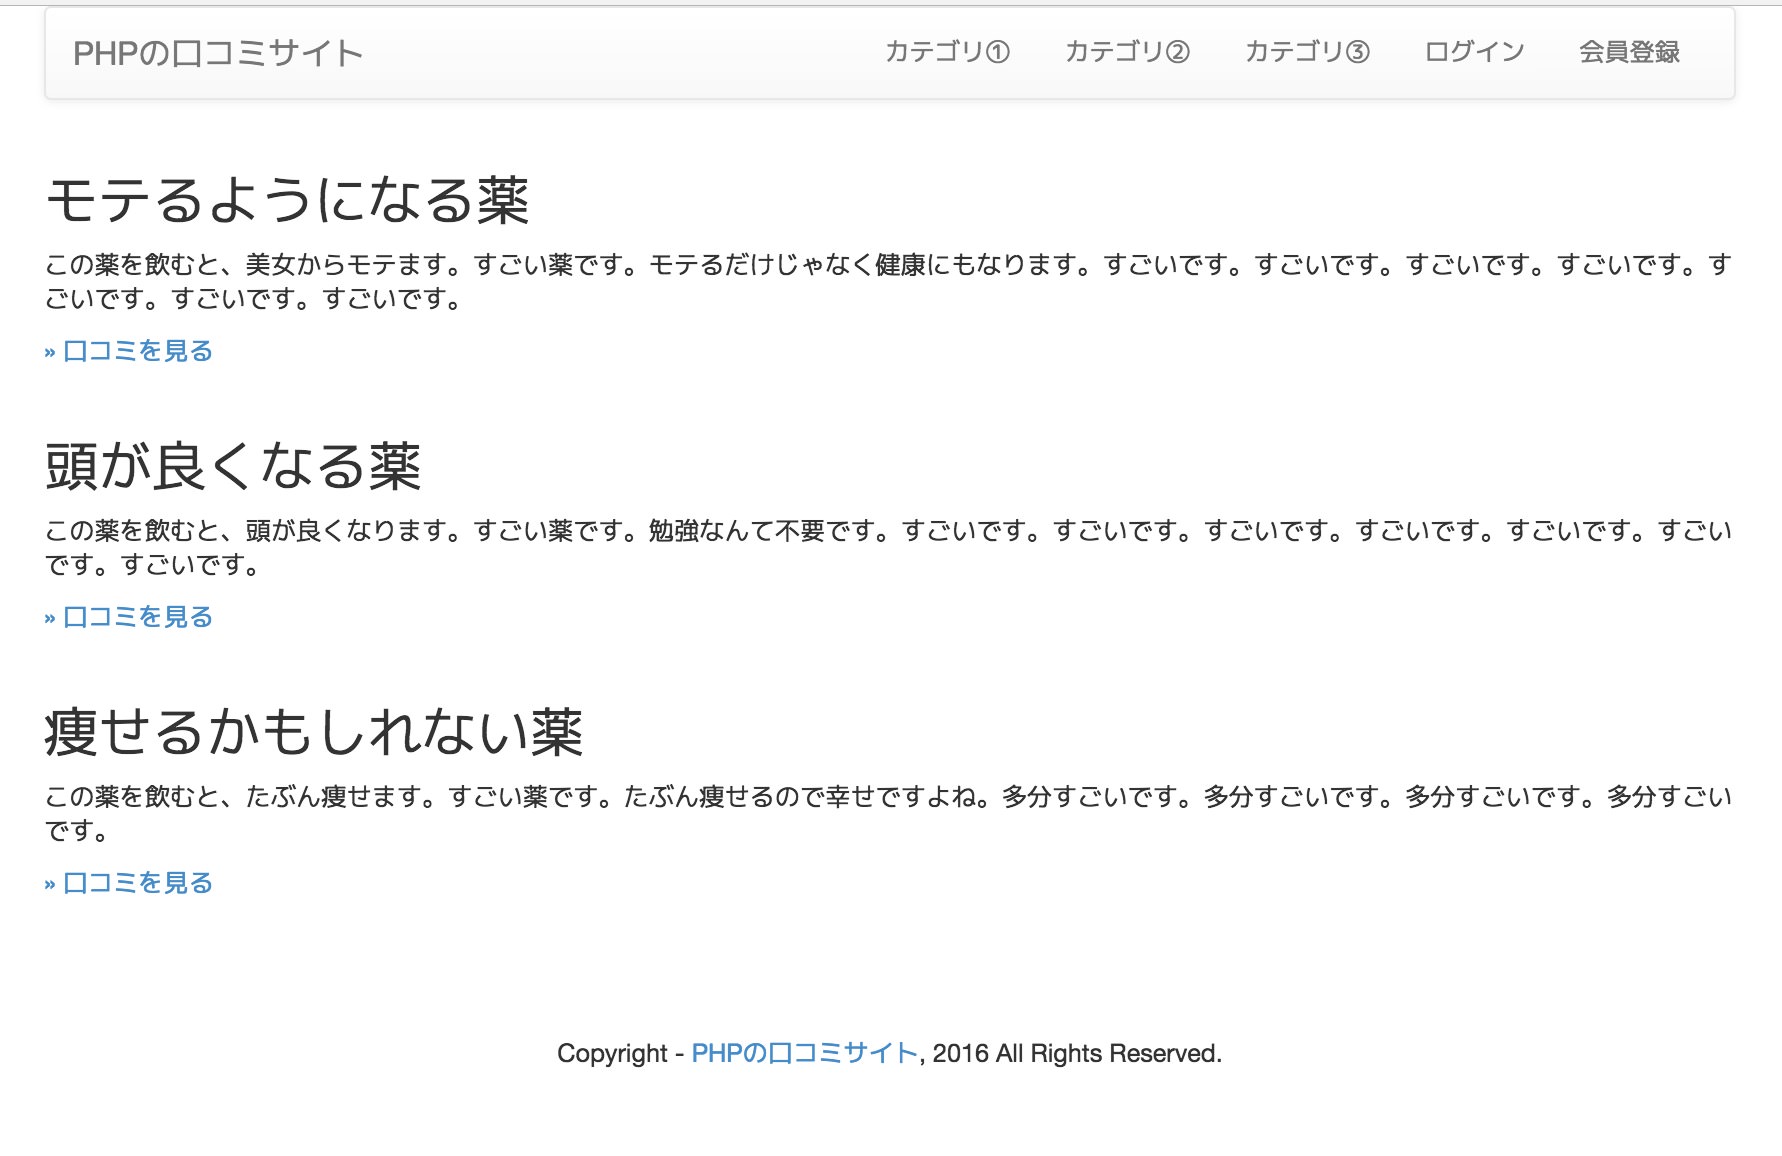 PHPの口コミサイト カテゴリ① カテゴリ② カテゴリ③ ログイン 会員登録
モテるようになる薬
この薬を飲むと、美女からモテます。すごい薬です。モテるだけじゃなく健康にもなります。すごいです。すごいです。すごいです。すごいです。す
ごいです。すごいです。すごいです。
» 口コミを見る
頭が良くなる薬
この薬を飲むと、頭が良くなります。すごい薬です。勉強なんて不要です。すごいです。すごいです。すごいです。すごいです。すごいです。すごい
です。すごいです。
» 口コミを見る
痩せるかもしれない薬
この薬を飲むと、たぶん痩せます。すごい薬です。たぶん痩せるので幸せですよね。多分すごいです。多分すごいです。多分すごいです。多分すごい
です。
» 口コミを見る
Copyright - PHPの口コミサイト, 2016 All Rights Reserved.